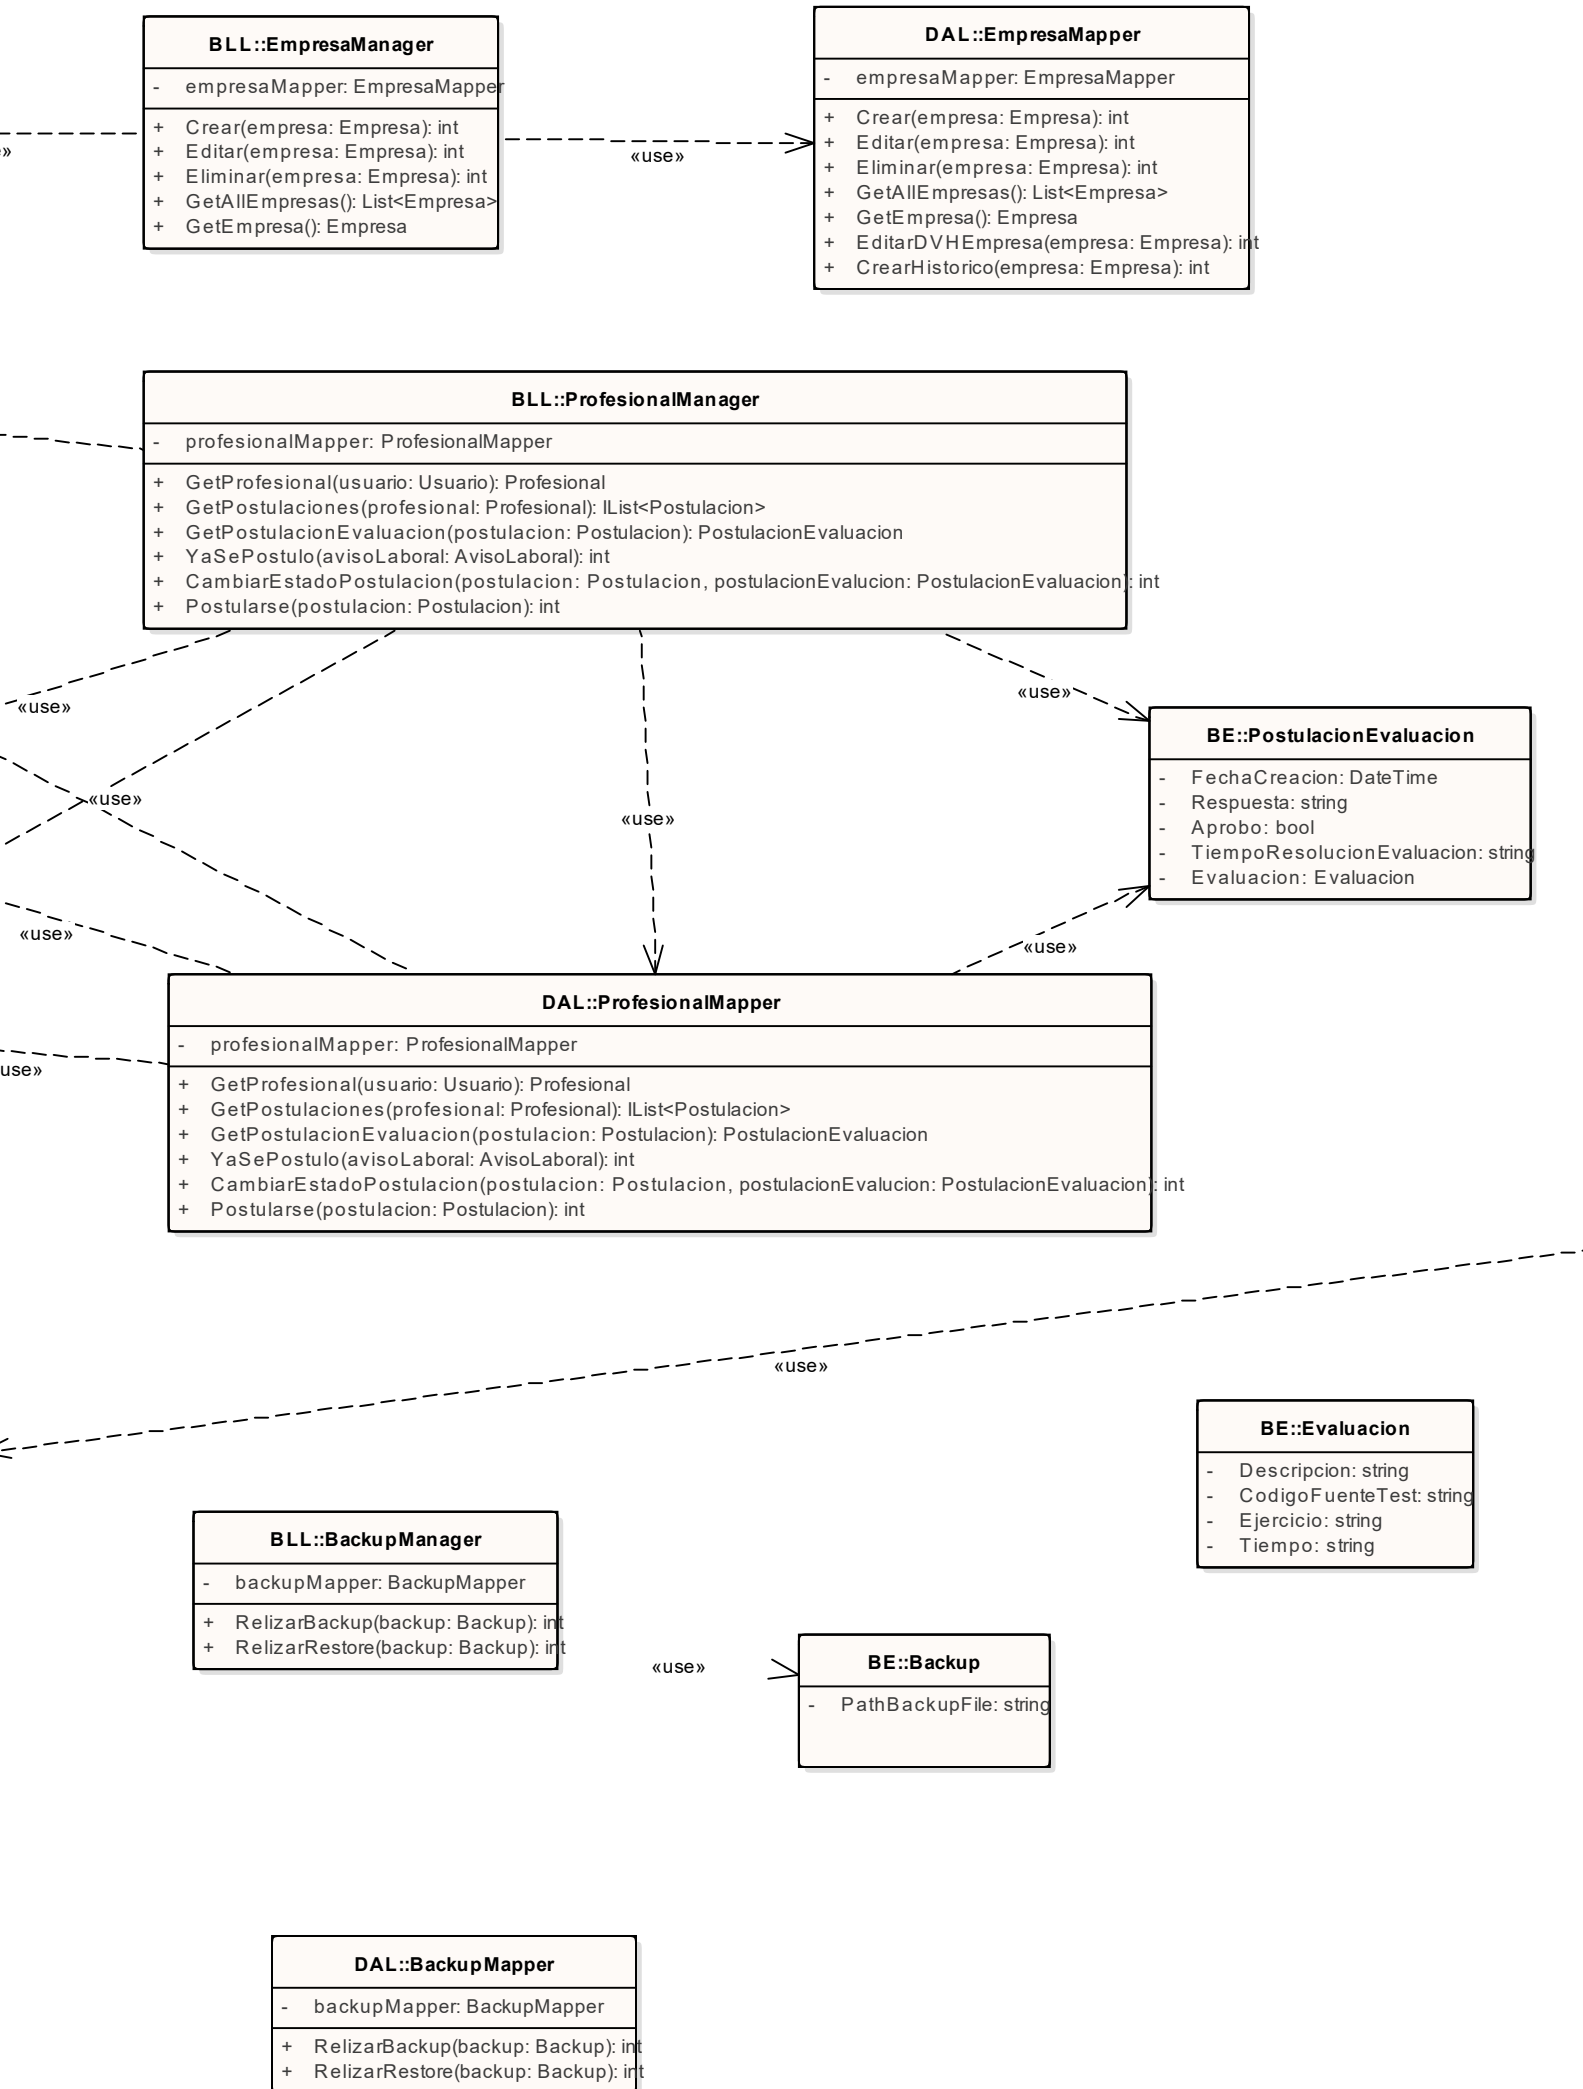 BLL::EmpresaManager
- empresaMapper: EmpresaMapper
+ Crear(empresa: Empresa): int
+ Editar(empresa: Empresa): int
+ Eliminar(empresa: Empresa): int
+ GetAllEmpresas(): List<Empresa>
+ GetEmpresa(): Empresa
«use»
DAL::EmpresaMapper
- empresaMapper: EmpresaMapper
+ Crear(empresa: Empresa): int
+ Editar(empresa: Empresa): int
+ Eliminar(empresa: Empresa): int
+ GetAllEmpresas(): List<Empresa>
+ GetEmpresa(): Empresa
+ EditarDVHEmpresa(empresa: Empresa): int
+ CrearHistorico(empresa: Empresa): int
BLL::ProfesionalManager
- profesionalMapper: ProfesionalMapper
+ GetProfesional(usuario: Usuario): Profesional
+ GetPostulaciones(profesional: Profesional): IList<Postulacion>
+ GetPostulacionEvaluacion(postulacion: Postulacion): PostulacionEvaluacion
+ YaSePostulo(avisoLaboral: AvisoLaboral): int
+ CambiarEstadoPostulacion(postulacion: Postulacion, postulacionEvalucion: PostulacionEvaluacion): int
+ Postularse(postulacion: Postulacion): int
«use»
«use»
«use»
«use»
BE::PostulacionEvaluacion
- FechaCreacion: DateTime
- Respuesta: string
- Aprobo: bool
- TiempoResolucionEvaluacion: string
- Evaluacion: Evaluacion
«use»
«use»
DAL::ProfesionalMapper
- profesionalMapper: ProfesionalMapper
+ GetProfesional(usuario: Usuario): Profesional
+ GetPostulaciones(profesional: Profesional): IList<Postulacion>
+ GetPostulacionEvaluacion(postulacion: Postulacion): PostulacionEvaluacion
+ YaSePostulo(avisoLaboral: AvisoLaboral): int
+ CambiarEstadoPostulacion(postulacion: Postulacion, postulacionEvalucion: PostulacionEvaluacion): int
+ Postularse(postulacion: Postulacion): int
use»
«use»
BE::Evaluacion
- Descripcion: string
- CodigoFuenteTest: string
- Ejercicio: string
- Tiempo: string
BLL::BackupManager
- backupMapper: BackupMapper
+ RelizarBackup(backup: Backup): int
+ RelizarRestore(backup: Backup): int
«use»
BE::Backup
- PathBackupFile: string
DAL::BackupMapper
- backupMapper: BackupMapper
+ RelizarBackup(backup: Backup): int
+ RelizarRestore(backup: Backup): int